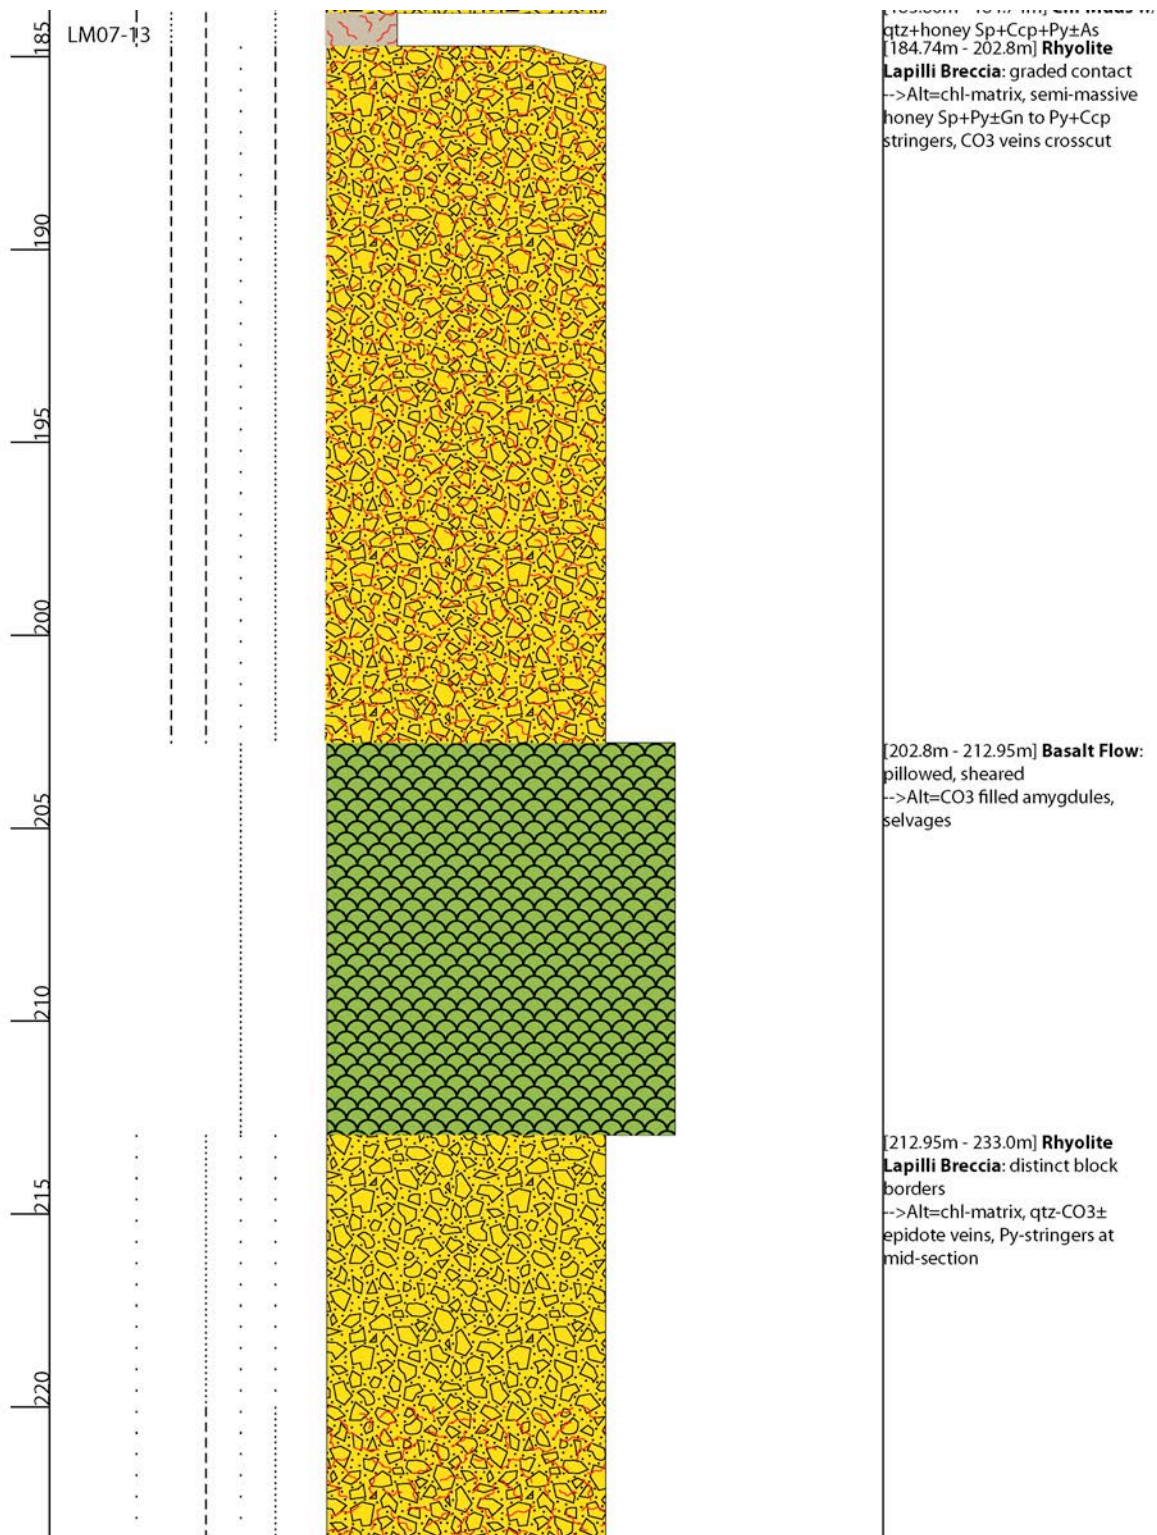 185
LM07-13
qtz+honey Sp+Ccp+Py±As
[184.74m - 202.8m] Rhyolite
Lapilli Breccia: graded contact
-->Alt=chl-matrix, semi-massive
honey Sp+Py±Gn to Py+Ccp
stringers, CO3 veins crosscut
190
195
200
[202.8m - 212.95m] Basalt Flow:
pillowed, sheared
-->Alt=CO3 filled amygdules,
selvages
205
210
[212.95m - 233.0m] Rhyolite
Lapilli Breccia: distinct block
borders
-->Alt=chl-matrix, qtz-CO3±
epidote veins, Py-stringers at
mid-section
215
220